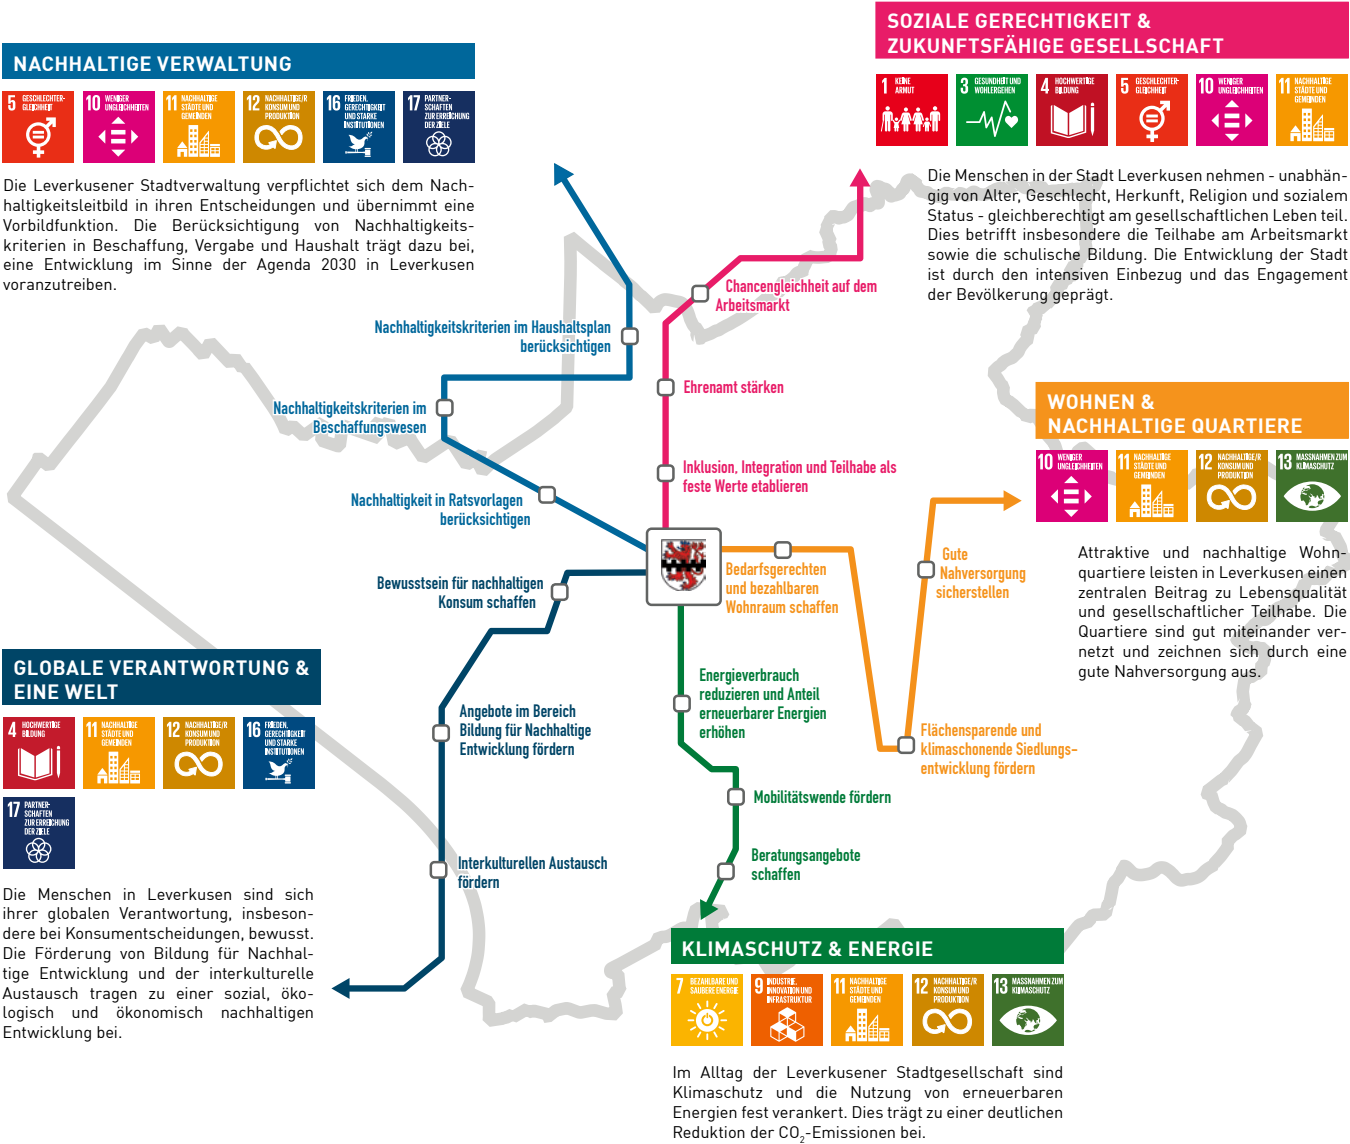 NACHHALTIGE VERWALTUNG
5 GESCHLECHTER-
GLEICHHEIT
10 WENIGER
UNGLEICHHEITEN
11 NACHHALTIGE
STÄDTE UND
GEMEINDEN
12 NACHHALTIGE/R
KONSUM UND
PRODUKTION
16 FRIEDEN,
GERECHTIGKEIT
UND STARKE
INSTITUTIONEN
17 PARTNER-
SCHAFTEN
ZUR ERREICHUNG
DER ZIELE
Die Leverkusener Stadtverwaltung verpflichtet sich dem Nach-
haltigkeitsleitbild in ihren Entscheidungen und übernimmt eine
Vorbildfunktion. Die Berücksichtigung von Nachhaltigkeits-
kriterien in Beschaffung, Vergabe und Haushalt trägt dazu bei,
eine Entwicklung im Sinne der Agenda 2030 in Leverkusen
voranzutreiben.
SOZIALE GERECHTIGKEIT &
ZUKUNFTSFÄHIGE GESELLSCHAFT
1 KEINE
ARMUT
3 GESUNDHEIT UND
WOHLERGEHEN
4 HOCHWERTIGE
BILDUNG
5 GESCHLECHTER-
GLEICHHEIT
10 WENIGER
UNGLEICHHEITEN
11 NACHHALTIGE
STÄDTE UND
GEMEINDEN
Die Menschen in der Stadt Leverkusen nehmen - unabhän-
gig von Alter, Geschlecht, Herkunft, Religion und sozialem
Status - gleichberechtigt am gesellschaftlichen Leben teil.
Dies betrifft insbesondere die Teilhabe am Arbeitsmarkt
sowie die schulische Bildung. Die Entwicklung der Stadt
ist durch den intensiven Einbezug und das Engagement
der Bevölkerung geprägt.
Chancengleichheit auf dem
Arbeitsmarkt
Ehrenamt stärken
Inklusion, Integration und Teilhabe als
feste Werte etablieren
Nachhaltigkeitskriterien im Haushaltsplan
berücksichtigen
Nachhaltigkeitskriterien im
Beschaffungswesen
Nachhaltigkeit in Ratsvorlagen
berücksichtigen
WOHNEN &
NACHHALTIGE QUARTIERE
10 WENIGER
UNGLEICHHEITEN
11 NACHHALTIGE
STÄDTE UND
GEMEINDEN
12 NACHHALTIGE/R
KONSUM UND
PRODUKTION
13 MASSNAHMEN ZUM
KLIMASCHUTZ
Attraktive und nachhaltige Wohn-
quartiere leisten in Leverkusen einen
zentralen Beitrag zu Lebensqualität
und gesellschaftlicher Teilhabe. Die
Quartiere sind gut miteinander ver-
netzt und zeichnen sich durch eine
gute Nahversorgung aus.
Bedarfsgerechten
und bezahlbaren
Wohnraum schaffen
Gute
Nahversorgung
sicherstellen
Flächensparende und
klimaschonende Siedlungs-
entwicklung fördern
Bewusstsein für nachhaltigen
Konsum schaffen
Angebote im Bereich
Bildung für Nachhaltige
Entwicklung fördern
Interkulturellen Austausch
fördern
GLOBALE VERANTWORTUNG &
EINE WELT
4 HOCHWERTIGE
BILDUNG
11 NACHHALTIGE
STÄDTE UND
GEMEINDEN
12 NACHHALTIGE/R
KONSUM UND
PRODUKTION
16 FRIEDEN,
GERECHTIGKEIT
UND STARKE
INSTITUTIONEN
17 PARTNER-
SCHAFTEN
ZUR ERREICHUNG
DER ZIELE
Die Menschen in Leverkusen sind sich
ihrer globalen Verantwortung, insbeson-
dere bei Konsumentscheidungen, bewusst.
Die Förderung von Bildung für Nachhal-
tige Entwicklung und der interkulturelle
Austausch tragen zu einer sozial, öko-
logisch und ökonomisch nachhaltigen
Entwicklung bei.
Energieverbrauch
reduzieren und Anteil
erneuerbarer Energien
erhöhen
Mobilitätswende fördern
Beratungsangebote
schaffen
KLIMASCHUTZ & ENERGIE
7 BEZAHLBARE UND
SAUBERE ENERGIE
9 INDUSTRIE,
INNOVATION UND
INFRASTRUKTUR
11 NACHHALTIGE
STÄDTE UND
GEMEINDEN
12 NACHHALTIGE/R
KONSUM UND
PRODUKTION
13 MASSNAHMEN ZUM
KLIMASCHUTZ
Im Alltag der Leverkusener Stadtgesellschaft sind
Klimaschutz und die Nutzung von erneuerbaren
Energien fest verankert. Dies trägt zu einer deutlichen
Reduktion der CO₂-Emissionen bei.